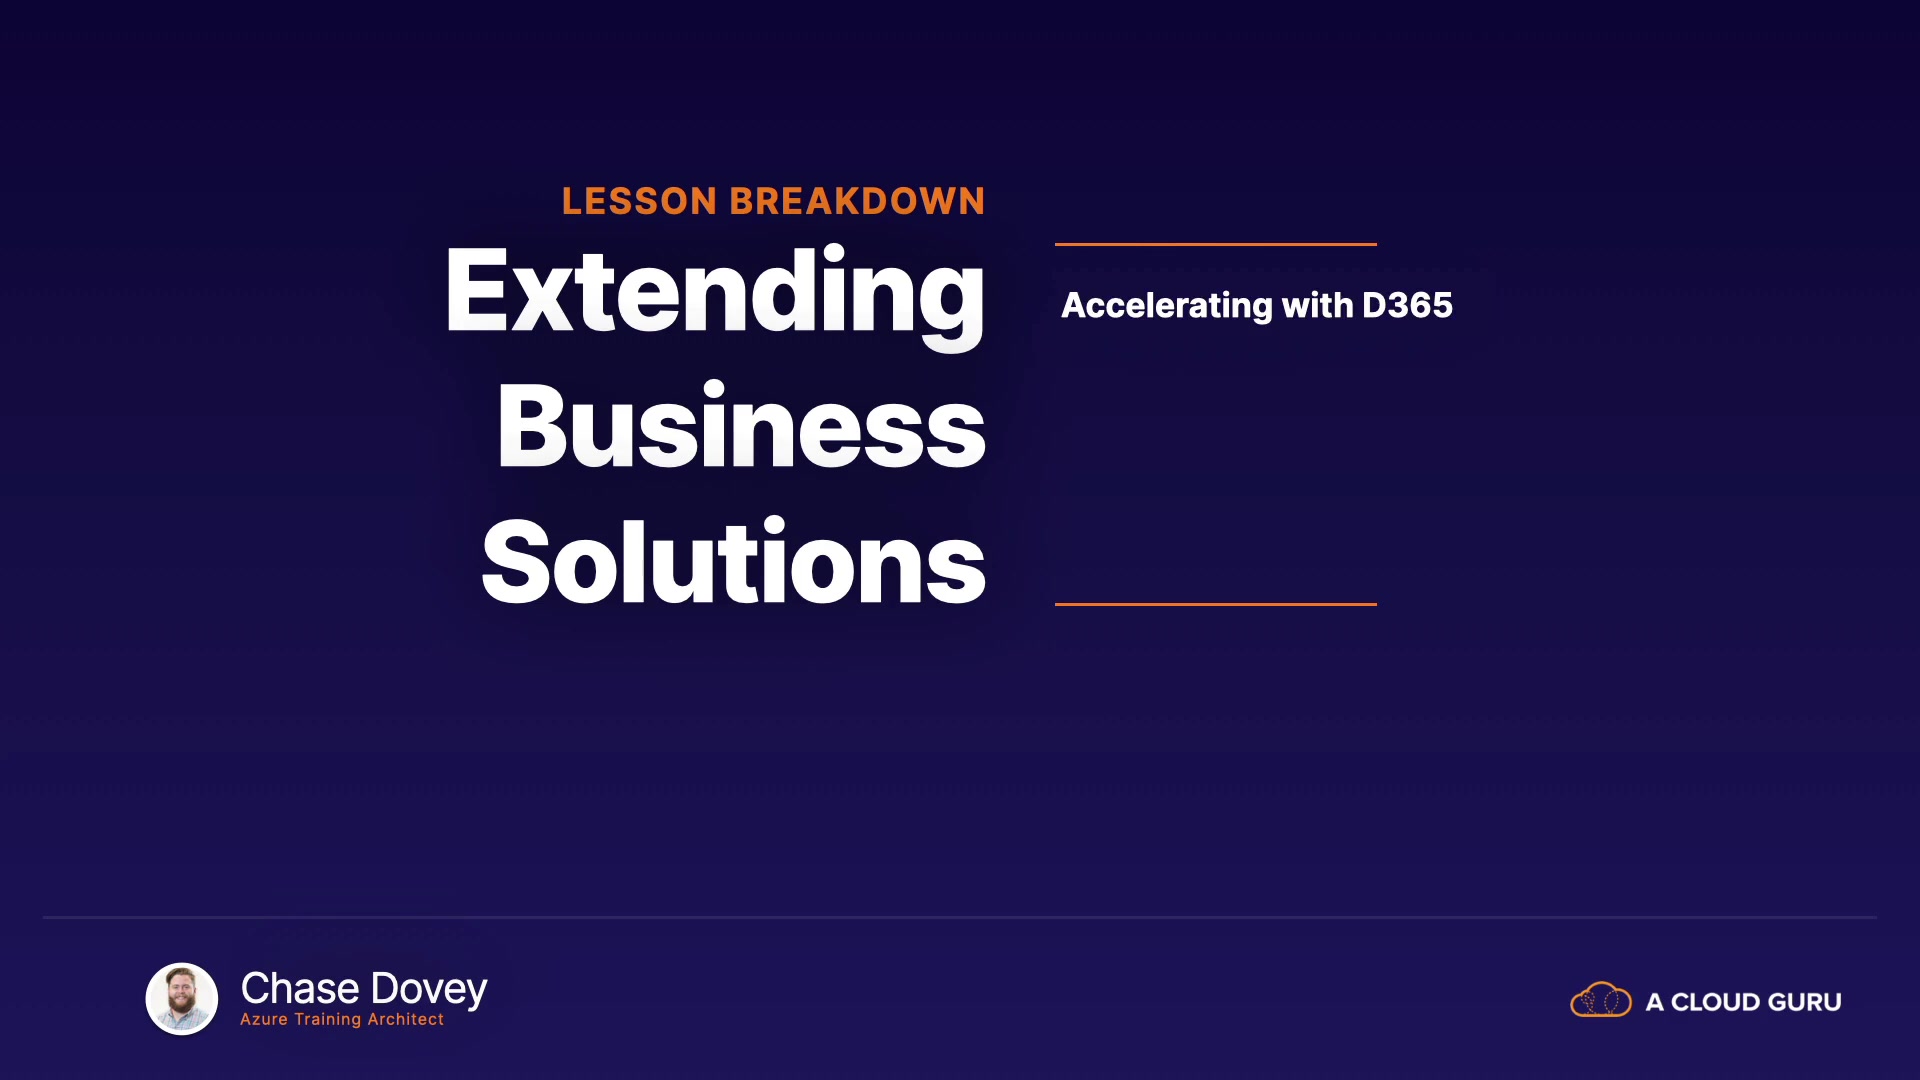 LESSON BREAKDOWN
Extending
Business
Solutions
Accelerating with D365
Chase Dovey
Azure Training Architect
A CLOUD GURU